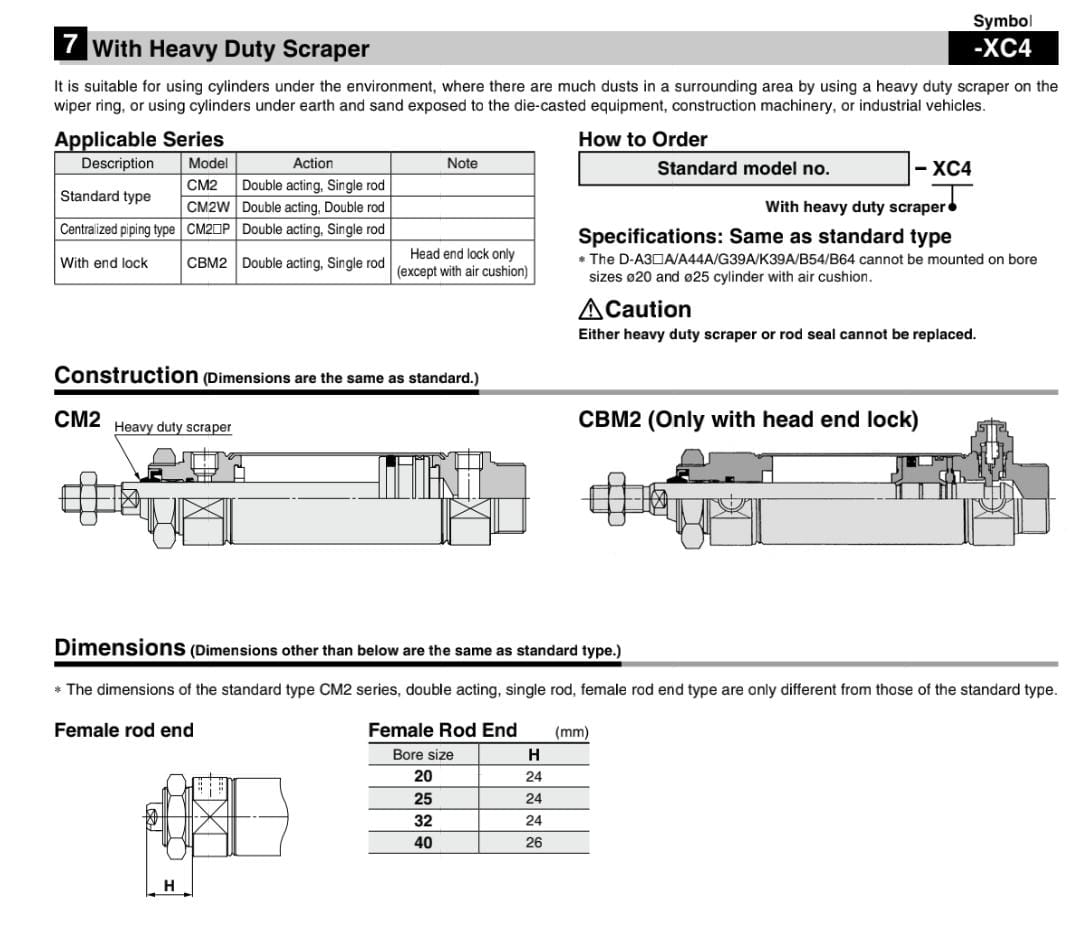 Symbol
7 With Heavy Duty Scraper
-XC4
It is suitable for using cylinders under the environment, where there are much dusts in a surrounding area by using a heavy duty scraper on the
wiper ring, or using cylinders under earth and sand exposed to the die-casted equipment, construction machinery, or industrial vehicles.
Applicable Series
Description Model Action Note
Standard type CM2 Double acting, Single rod
CM2W Double acting, Double rod
Centralized piping type CM2□P Double acting, Single rod
With end lock CBM2 Double acting, Single rod Head end lock only
(except with air cushion)
How to Order
Standard model no. – XC4
With heavy duty scraper
Specifications: Same as standard type
* The D-A3□A/A44A/G39A/K39A/B54/B64 cannot be mounted on bore
sizes ø20 and ø25 cylinder with air cushion.
⚠Caution
Either heavy duty scraper or rod seal cannot be replaced.
Construction (Dimensions are the same as standard.)
CM2
Heavy duty scraper
CBM2 (Only with head end lock)
Dimensions (Dimensions other than below are the same as standard type.)
* The dimensions of the standard type CM2 series, double acting, single rod, female rod end type are only different from those of the standard type.
Female rod end
H
Female Rod End (mm)
Bore size H
20 24
25 24
32 24
40 26